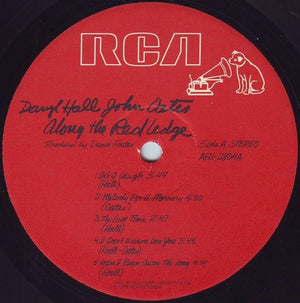 RCA
Daryl Hall John Oates
Along the Red Ledge
Produced by David Foster
Side A STEREO
AFL1-2804A
1. It's a Laugh 3:49
(Hall)
2. Melody For A Memory 4:50
(Oates)
3. The Last Time 2:42
(Hall)
4. I Don't Wanna Lose You 3:45
(Hall-Oates)
5. Have I Been Away Too Long 4:19
(Hall)